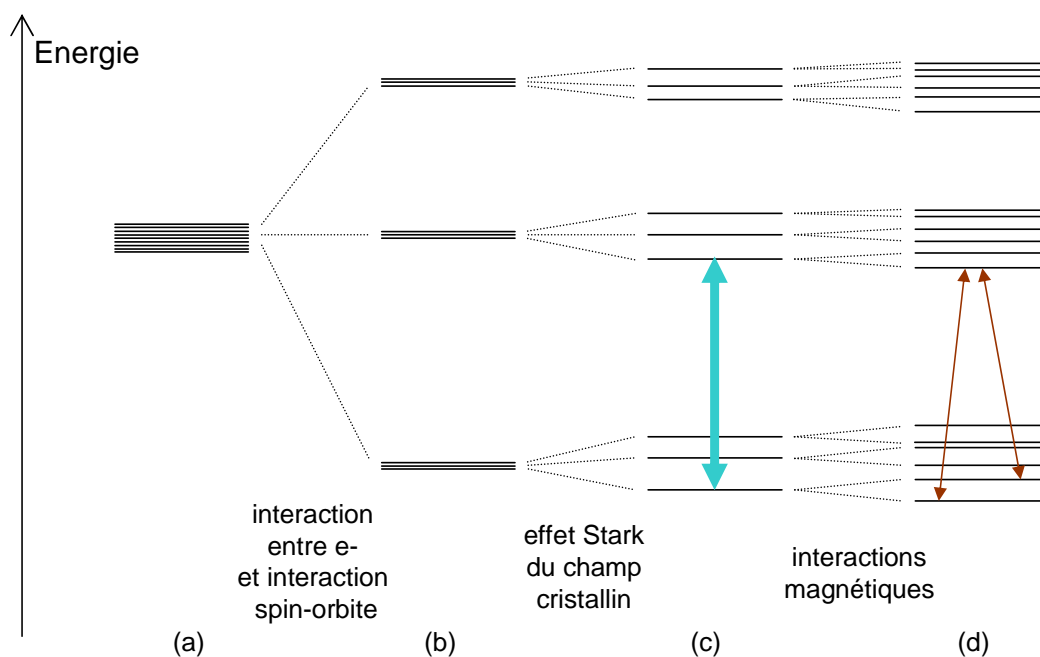 Energie
interaction
entre e-
et interaction
spin-orbite
effet Stark
du champ
cristallin
interactions
magnétiques
(a)
(b)
(c)
(d)